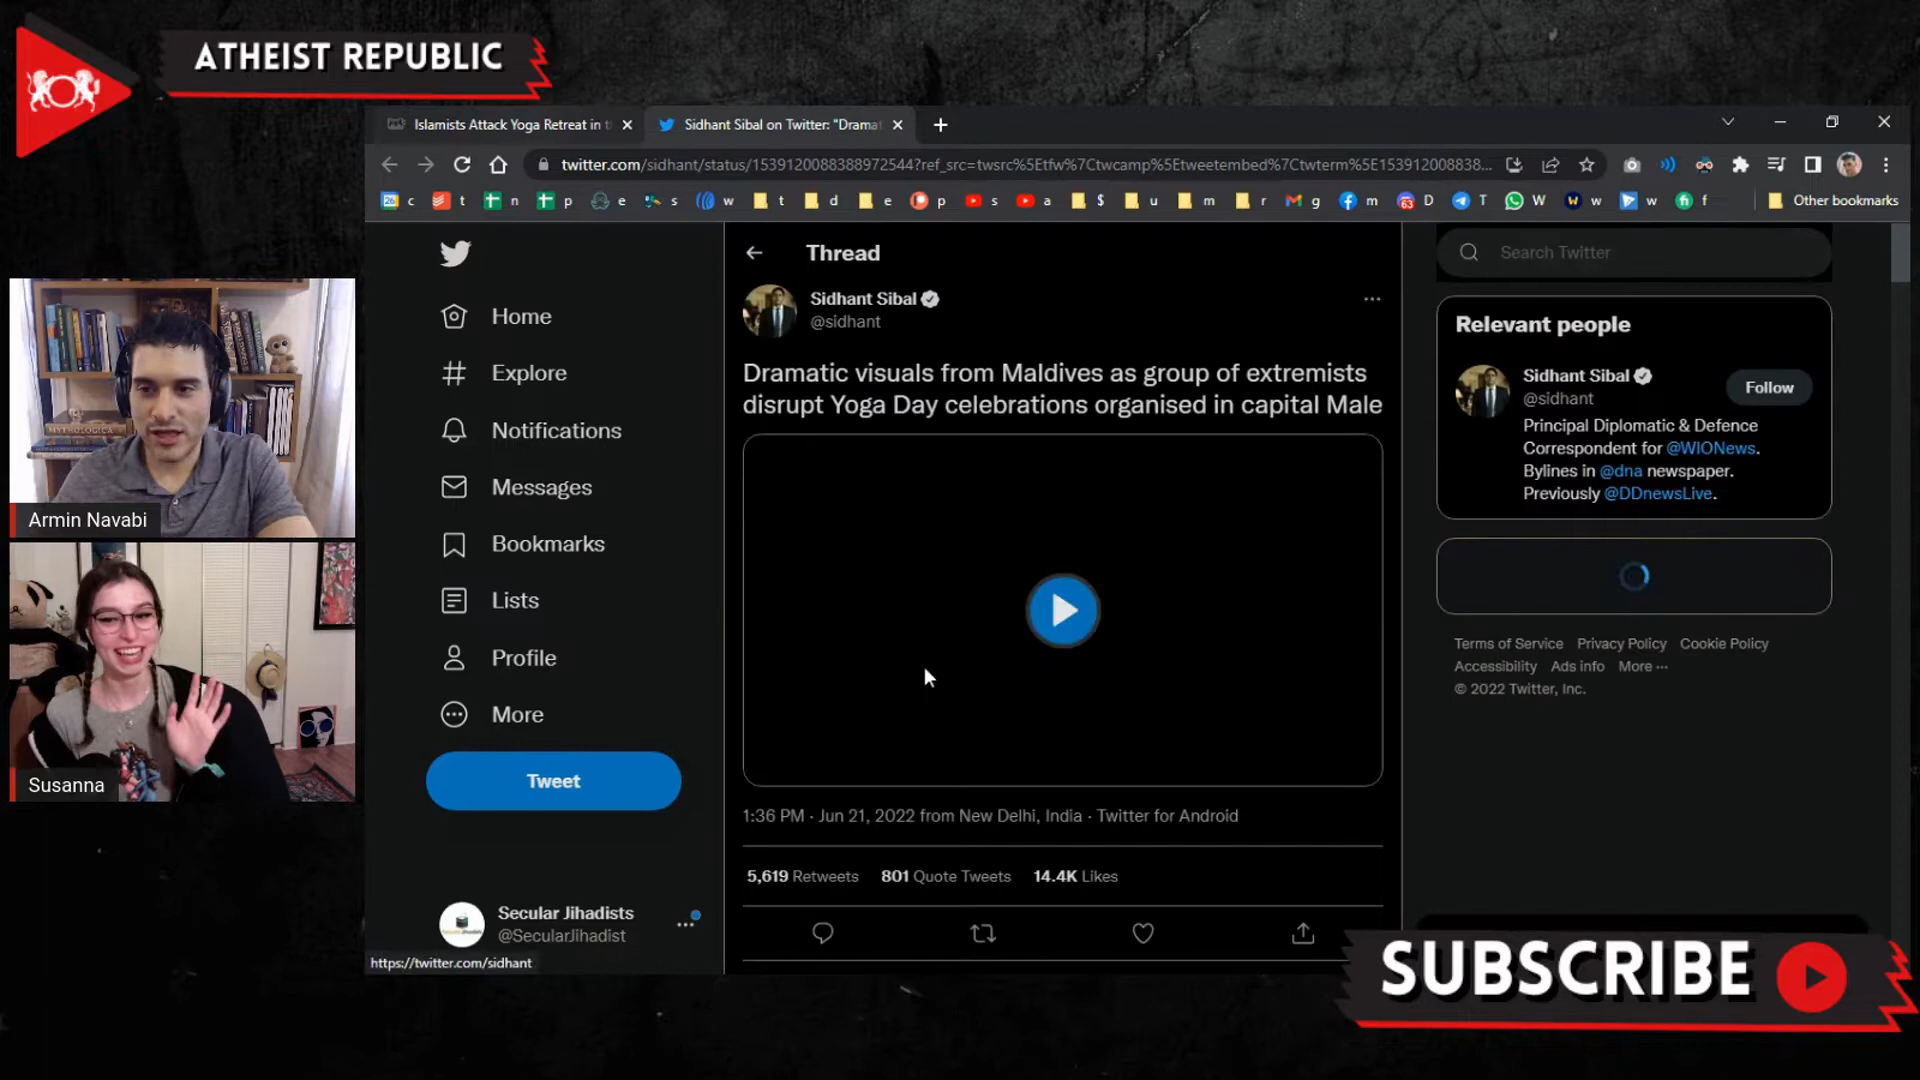 ATHEIST REPUBLIC
Islamists Attack Yoga Retreat in t
Sidhant Sibal on Twitter: "Drama
twitter.com/sidhant/status/1539120088388972544?ref_src=twsrc%5Etfw%7Ctwcamp%5Etweetembed%7Ctwterm%5E153912008838...
26 c t n p e s w t d e p s a $ u m r g m 63 D T W w w f Other bookmarks
Thread
Search Twitter
Sidhant Sibal
@sidhant
Dramatic visuals from Maldives as group of extremists
disrupt Yoga Day celebrations organised in capital Male
1:36 PM · Jun 21, 2022 from New Delhi, India · Twitter for Android
5,619 Retweets 801 Quote Tweets 14.4K Likes
Home
Explore
Notifications
Messages
Bookmarks
Lists
Profile
More
Tweet
Secular Jihadists
@SecularJihadist
https://twitter.com/sidhant
Relevant people
Sidhant Sibal
@sidhant
Follow
Principal Diplomatic & Defence
Correspondent for @WIONews.
Bylines in @dna newspaper.
Previously @DDnewsLive.
Terms of Service Privacy Policy Cookie Policy
Accessibility Ads info More ···
© 2022 Twitter, Inc.
MYTHOLOGICA
Armin Navabi
Susanna
SUBSCRIBE